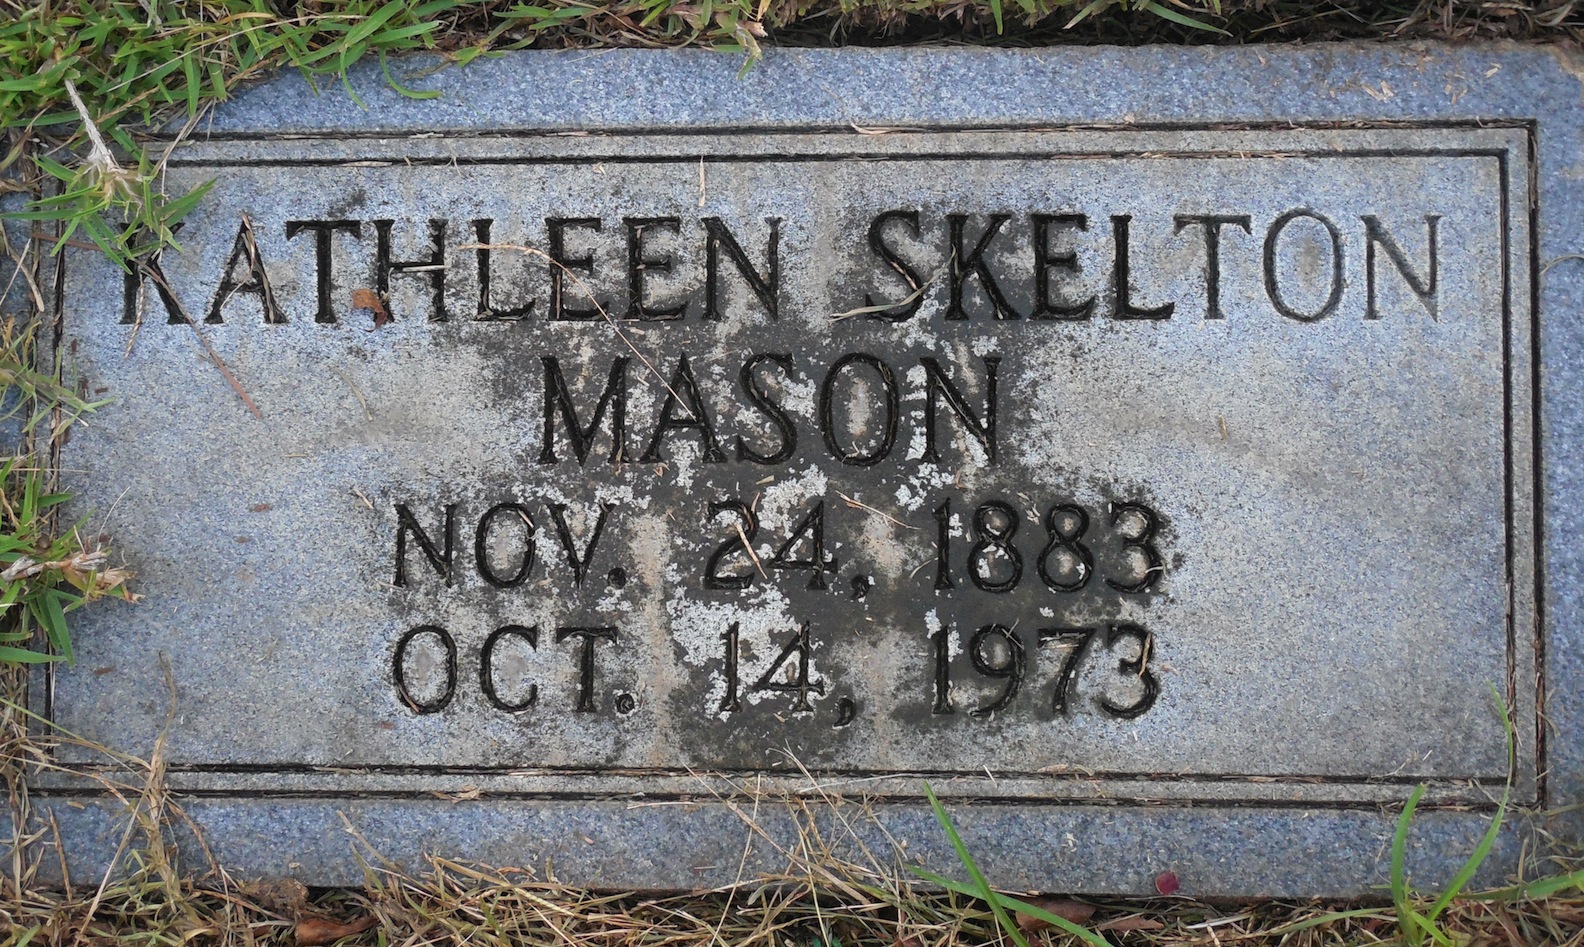 KATHLEEN SKELTON
MASON
NOV. 24, 1883
OCT. 14, 1973